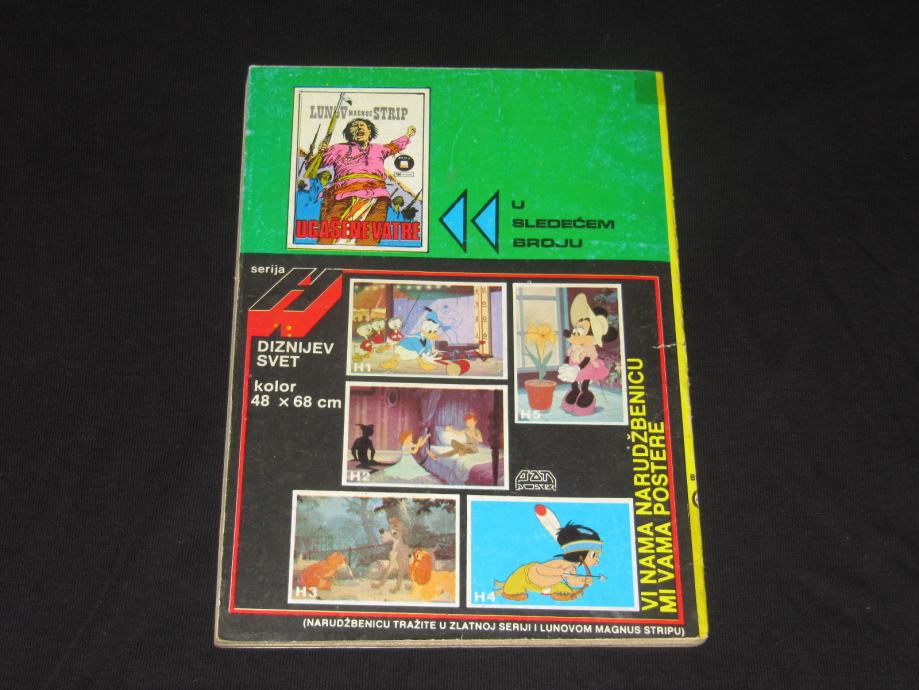 LUNOV MAGNUS STRIP
UGAŠENE VATRE
U
SLEDEĆEM
BROJU
serija
H
DIZNIJEV
SVET
kolor
48 × 68 cm
H1
H5
H2
H3
H4
VI NAMA NARUDŽBENICU
MI VAMA POSTERE
(NARUDŽBENICU TRAŽITE U ZLATNOJ SERIJI I LUNOVOM MAGNUS STRIPU)